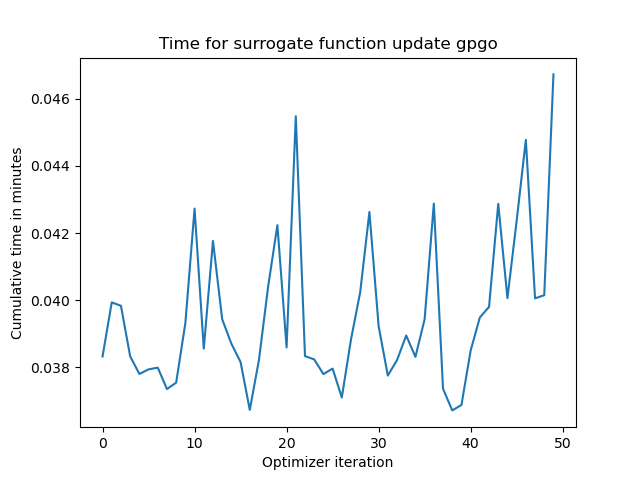 Time for surrogate function update gpgo
Cumulative time in minutes
0.046
0.044
0.042
0.040
0.038
0 10 20 30 40 50
Optimizer iteration